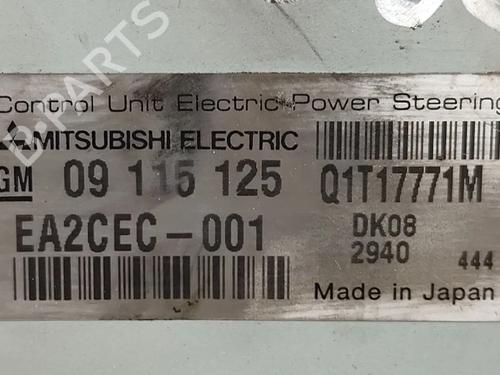 Control Unit Electric Power Steering
MITSUBISHI ELECTRIC
GM 09 115 125 Q1T17771M
EA2CEC-001 DK08
2940 444
Made in Japan
B-PARTS